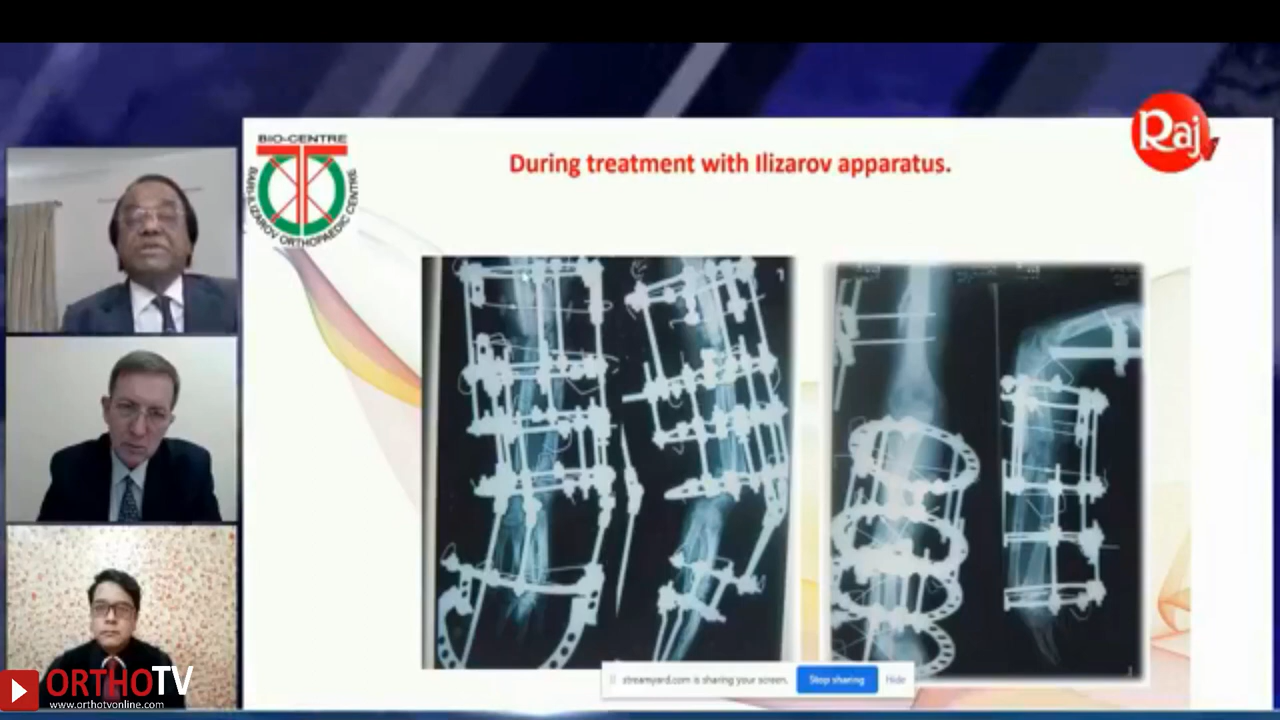 BIO-CENTRE
BARI-ILIZAROV ORTHOPAEDIC CENTRE
During treatment with Ilizarov apparatus.
Raj
streamyard.com is sharing your screen.
Stop sharing
Hide
ORTHOTV
www.orthotvonline.com